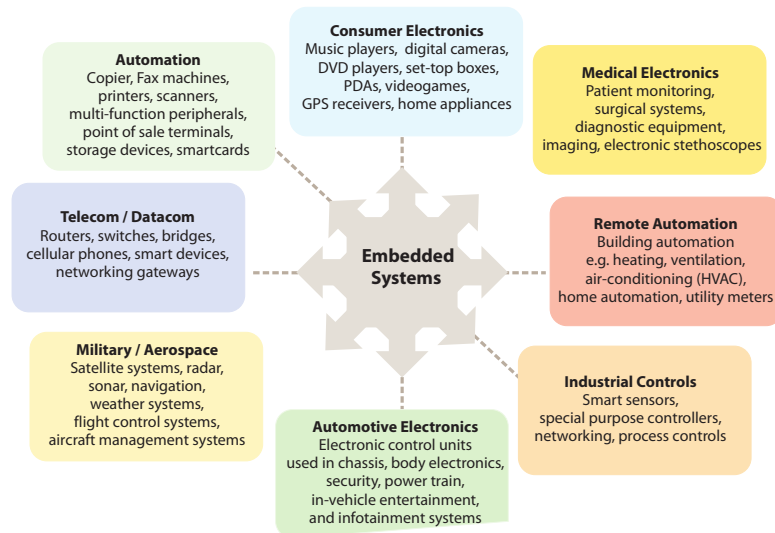 Consumer Electronics
Music players, digital cameras,
DVD players, set-top boxes,
PDAs, videogames,
GPS receivers, home appliances
Automation
Copier, Fax machines,
printers, scanners,
multi-function peripherals,
point of sale terminals,
storage devices, smartcards
Medical Electronics
Patient monitoring,
surgical systems,
diagnostic equipment,
imaging, electronic stethoscopes
Telecom / Datacom
Routers, switches, bridges,
cellular phones, smart devices,
networking gateways
Embedded
Systems
Remote Automation
Building automation
e.g. heating, ventilation,
air-conditioning (HVAC),
home automation, utility meters
Military / Aerospace
Satellite systems, radar,
sonar, navigation,
weather systems,
flight control systems,
aircraft management systems
Automotive Electronics
Electronic control units
used in chassis, body electronics,
security, power train,
in-vehicle entertainment,
and infotainment systems
Industrial Controls
Smart sensors,
special purpose controllers,
networking, process controls